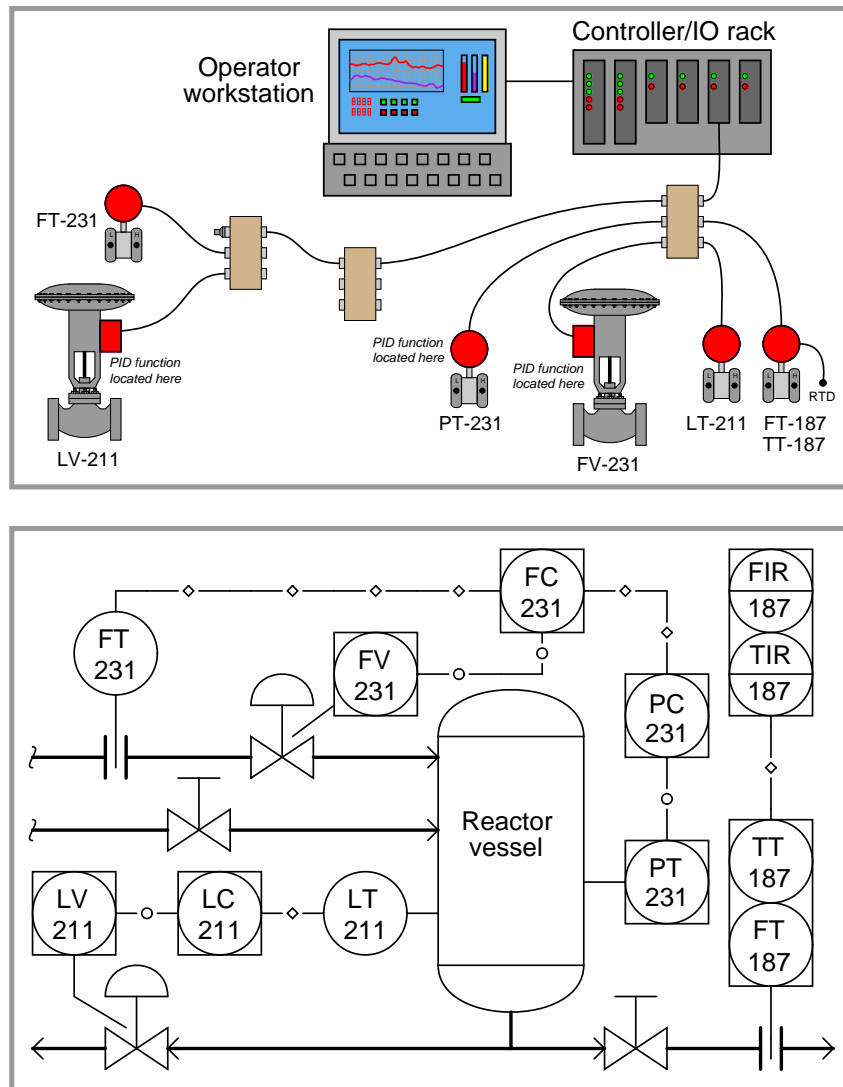 Operator
workstation
Controller/IO rack
FT-231
L H
PID function
located here
LV-211
PID function
located here
L H
PT-231
PID function
located here
FV-231
L H
LT-211
L H
RTD
FT-187
TT-187
FC
231
FIR
187
FT
231
FV
231
TIR
187
PC
231
Reactor
vessel
LV
211
LC
211
LT
211
PT
231
TT
187
FT
187